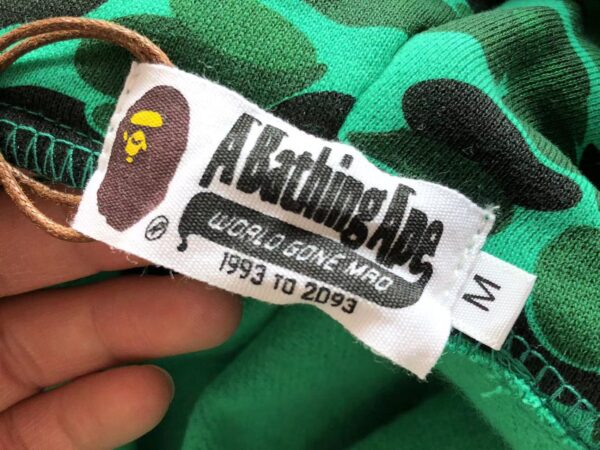 A Bathing Ape
WORLD GONE MAD
1993 TO 2093
M